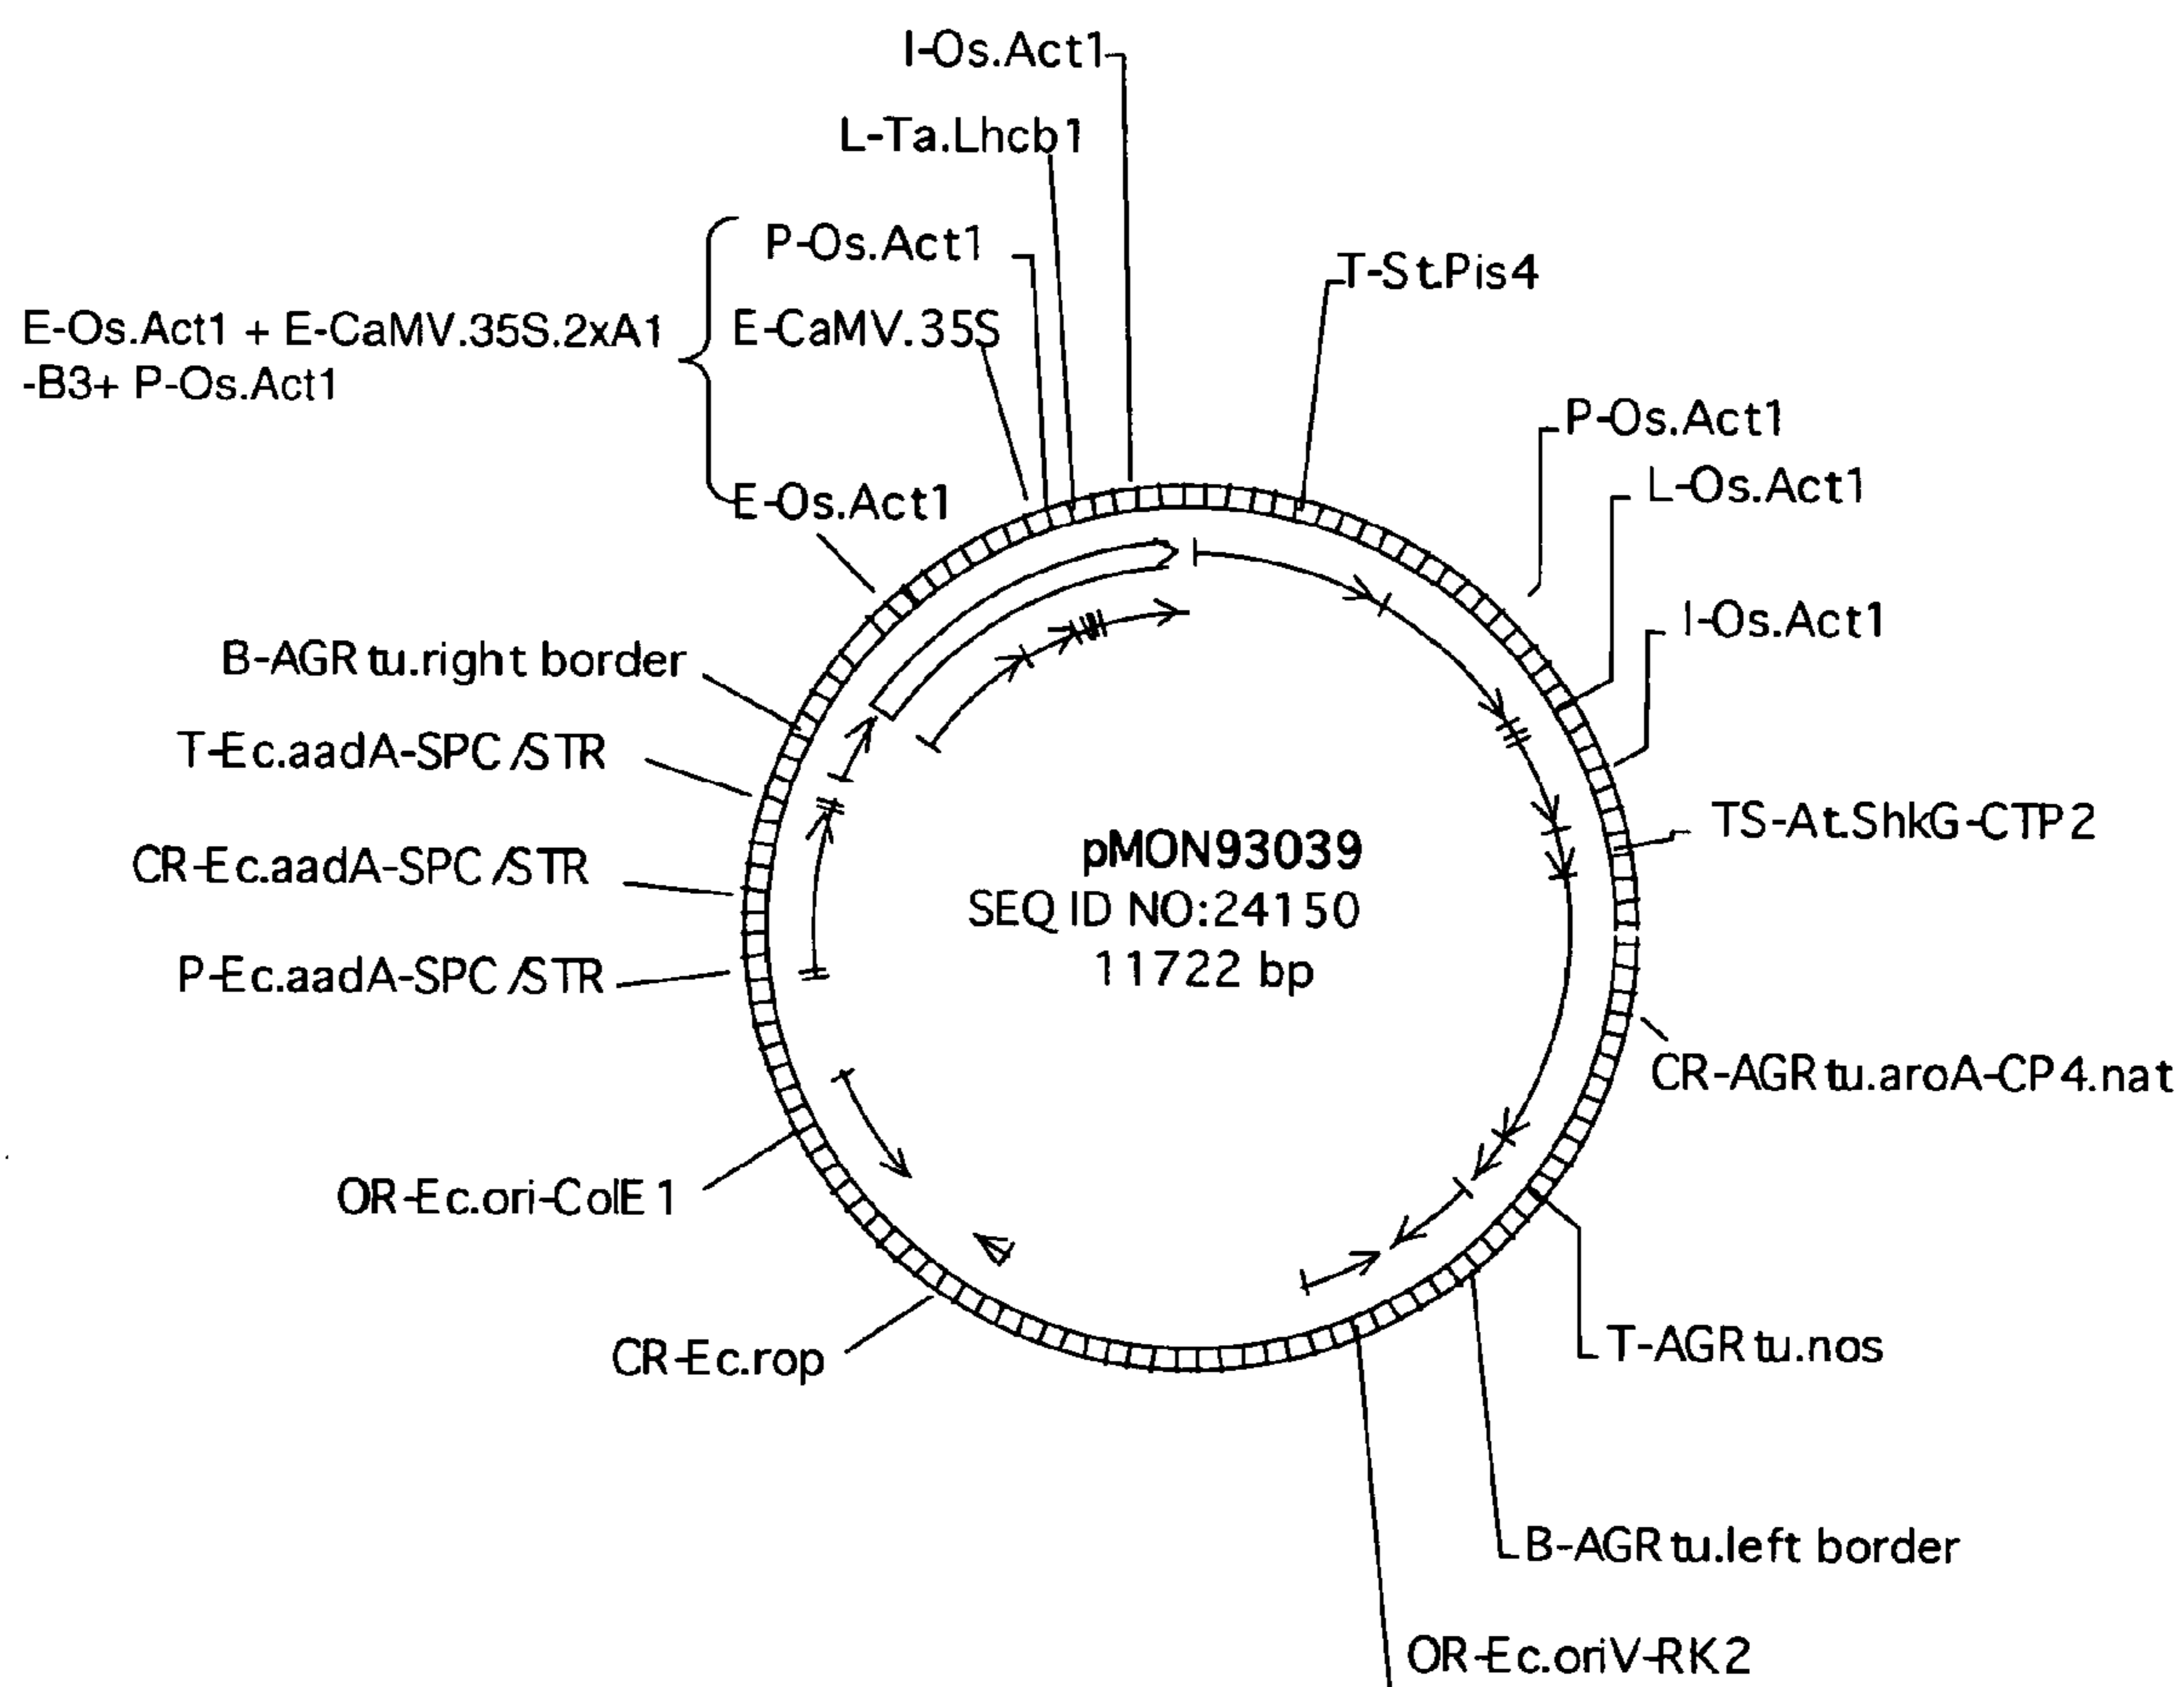 I-Os.Act1
L-Ta.Lhcb1
P-Os.Act1
E-CaMV.35S
E-Os.Act1 + E-CaMV.35S.2xA1
-B3+ P-Os.Act1
E-Os.Act1
T-St.Pis4
P-Os.Act1
L-Os.Act1
I-Os.Act1
TS-At.ShkG-CTP2
B-AGRtu.right border
T-Ec.aadA-SPC/STR
CR-Ec.aadA-SPC/STR
P-Ec.aadA-SPC/STR
pMON93039
SEQ ID NO:24150
11722 bp
CR-AGRtu.aroA-CP4.nat
OR-Ec.ori-ColE1
CR-Ec.rop
T-AGRtu.nos
B-AGRtu.left border
OR-Ec.oriV-RK2